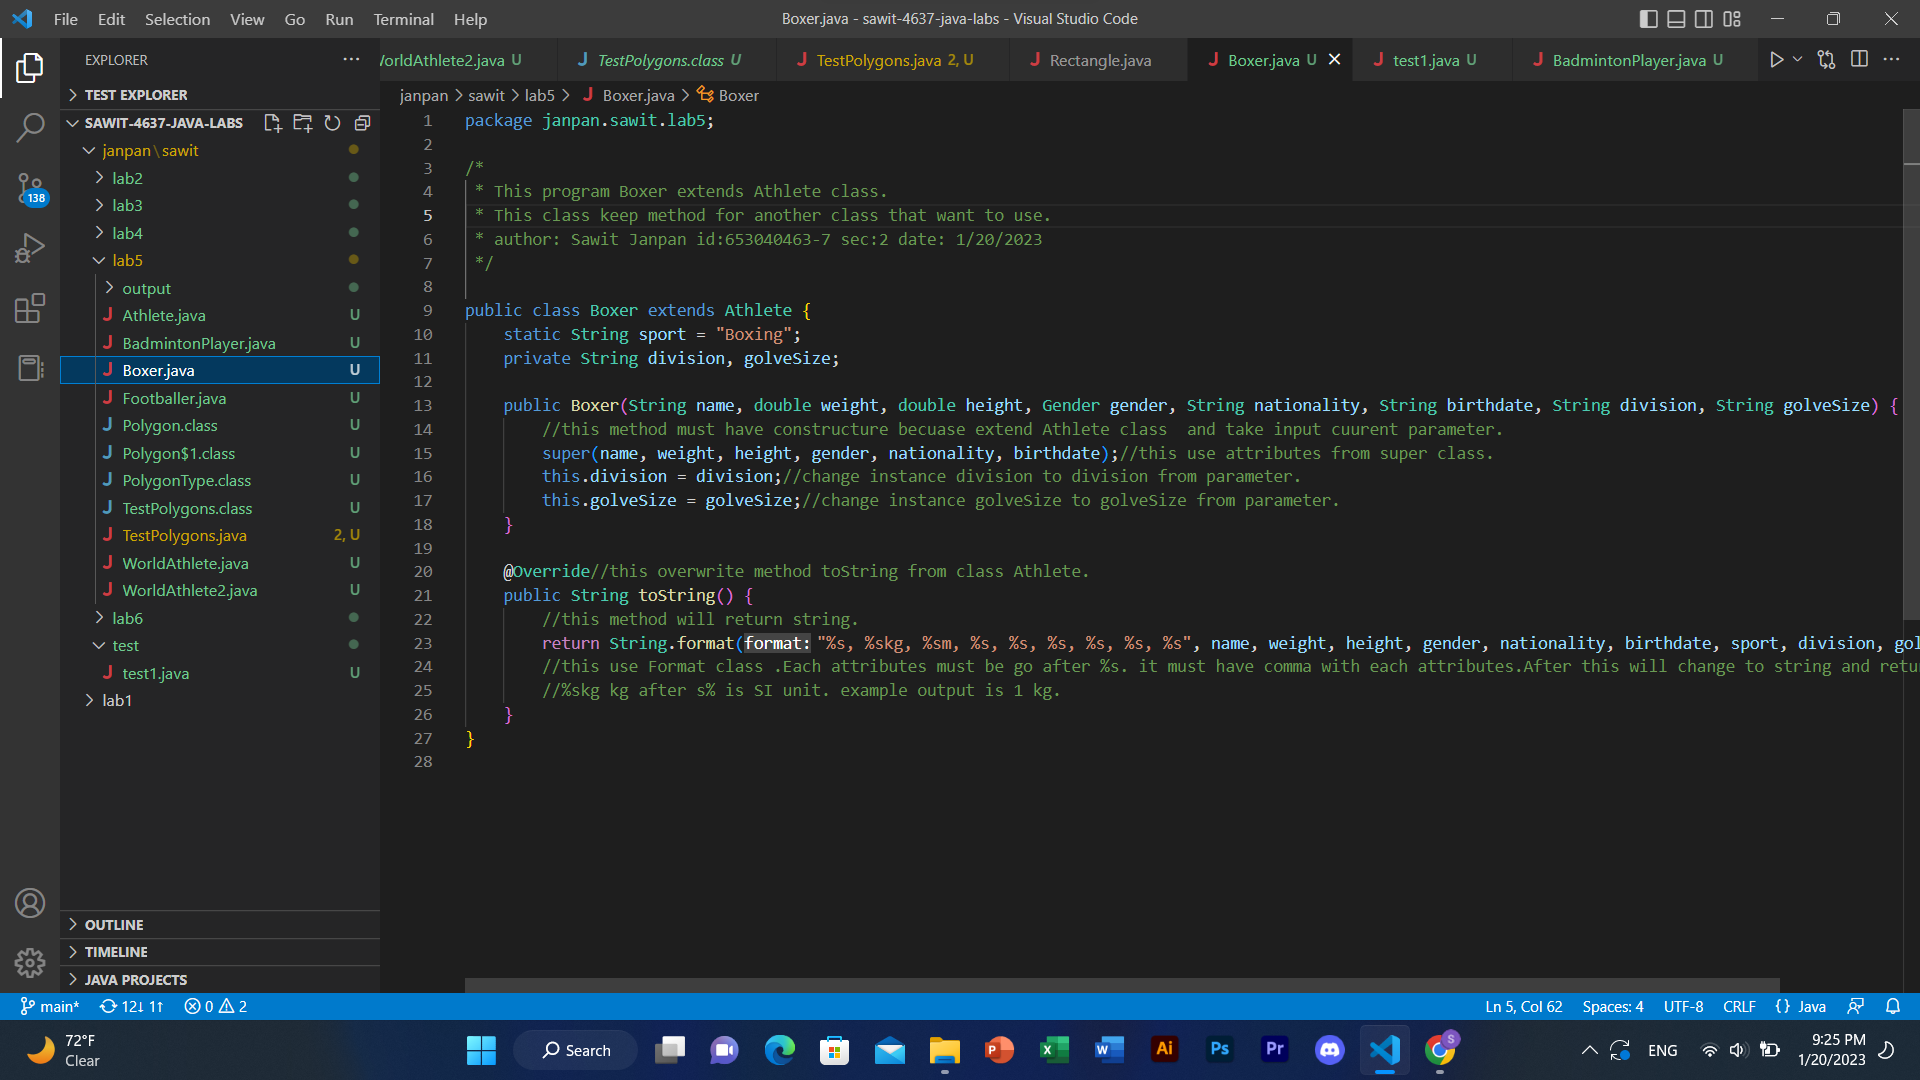 File Edit Selection View Go Run Terminal Help
Boxer.java - sawit-4637-java-labs - Visual Studio Code
EXPLORER
TEST EXPLORER
SAWIT-4637-JAVA-LABS
janpan\sawit
lab2
lab3
lab4
lab5
output
Athlete.java U
BadmintonPlayer.java U
Boxer.java U
Footballer.java U
Polygon.class U
Polygon$1.class U
PolygonType.class U
TestPolygons.class U
TestPolygons.java 2, U
WorldAthlete.java U
WorldAthlete2.java U
lab6
test
test1.java U
lab1
OUTLINE
TIMELINE
JAVA PROJECTS
138
orldAthlete2.java U
TestPolygons.class U
TestPolygons.java 2, U
Rectangle.java
Boxer.java U
test1.java U
BadmintonPlayer.java U
janpan > sawit > lab5 > Boxer.java > Boxer
1 package janpan.sawit.lab5;
2
3 /*
4 * This program Boxer extends Athlete class.
5 * This class keep method for another class that want to use.
6 * author: Sawit Janpan id:653040463-7 sec:2 date: 1/20/2023
7 */
8
9 public class Boxer extends Athlete {
10 static String sport = "Boxing";
11 private String division, golveSize;
12
13 public Boxer(String name, double weight, double height, Gender gender, String nationality, String birthdate, String division, String golveSize) {
14 //this method must have constructure becuase extend Athlete class  and take input cuurent parameter.
15 super(name, weight, height, gender, nationality, birthdate);//this use attributes from super class.
16 this.division = division;//change instance division to division from parameter.
17 this.golveSize = golveSize;//change instance golveSize to golveSize from parameter.
18 }
19
20 @Override//this overwrite method toString from class Athlete.
21 public String toString() {
22 //this method will return string.
23 return String.format(format: "%s, %skg, %sm, %s, %s, %s, %s, %s, %s", name, weight, height, gender, nationality, birthdate, sport, division, gol
24 //this use Format class .Each attributes must be go after %s. it must have comma with each attributes.After this will change to string and retu
25 //%skg kg after s% is SI unit. example output is 1 kg.
26 }
27 }
28
main* 12↓ 1↑ 0 2
Ln 5, Col 62 Spaces: 4 UTF-8 CRLF {} Java
72°F
Clear
Search
P X W Ai Ps Pr S
ENG
9:25 PM
1/20/2023